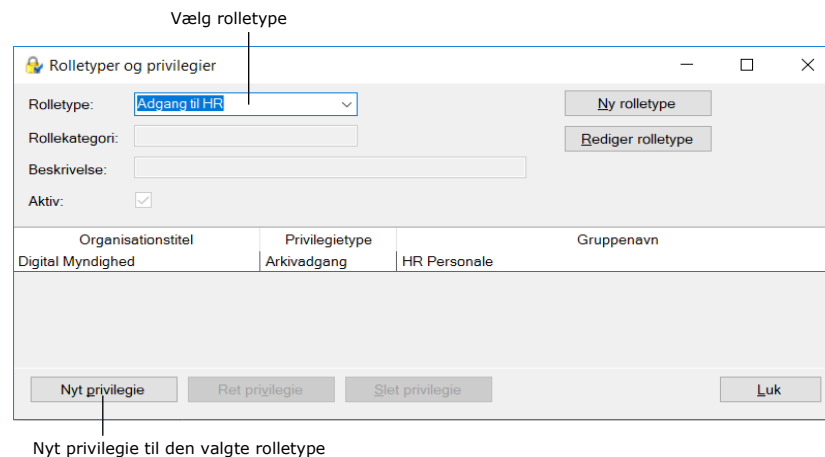 Vælg rolletype
Rolletyper og privilegier
Rolletype: Adgang til HR Ny rolletype
Rollekategori: Rediger rolletype
Beskrivelse:
Aktiv:
Organisationstitel Privilegietype Gruppenavn
Digital Myndighed Arkivadgang HR Personale
Nyt privilegie Ret privilegie Slet privilegie Luk
Nyt privilegie til den valgte rolletype